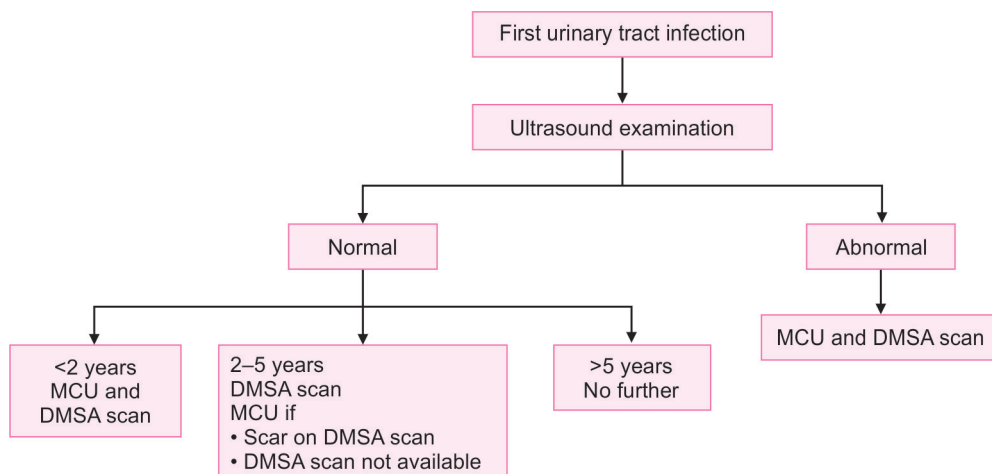 First urinary tract infection
Ultrasound examination
Normal
Abnormal
<2 years
MCU and
DMSA scan
2–5 years
DMSA scan
MCU if
• Scar on DMSA scan
• DMSA scan not available
>5 years
No further
MCU and DMSA scan